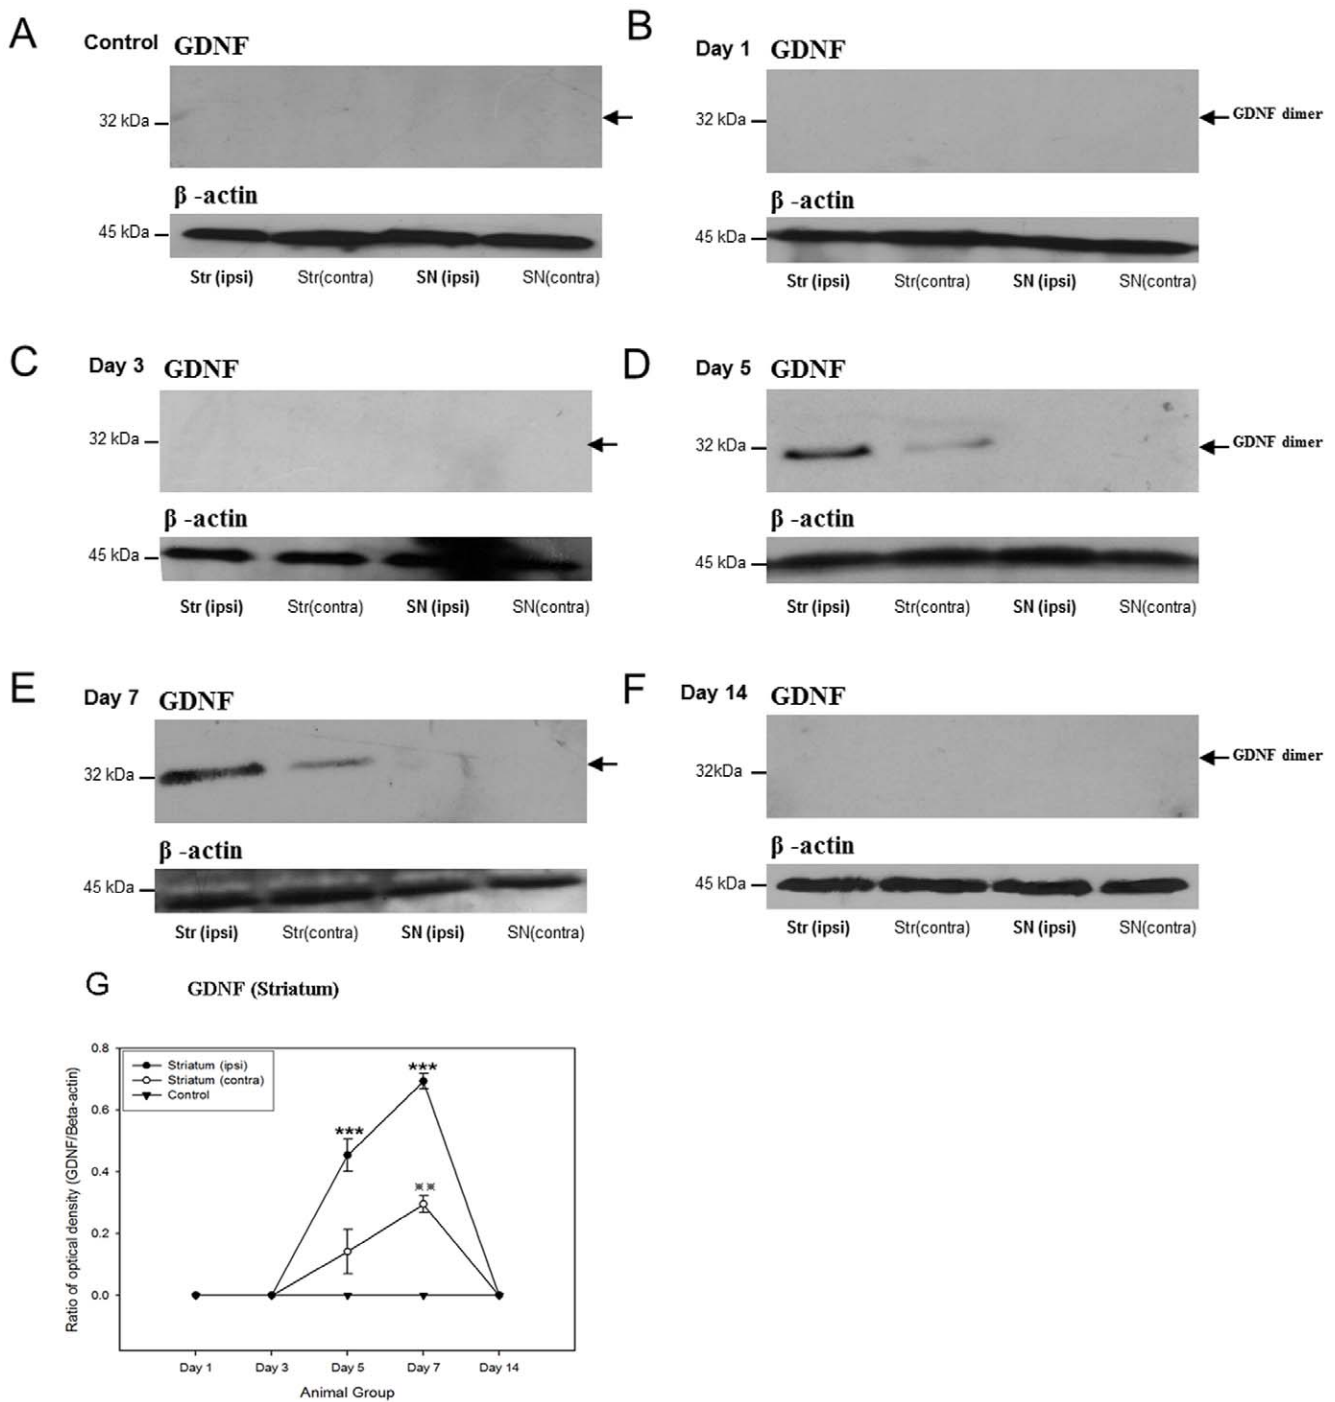 A
Control GDNF
32 kDa
β -actin
45 kDa
Str (ipsi) Str(contra) SN (ipsi) SN(contra)
B
Day 1 GDNF
32 kDa
GDNF dimer
β -actin
45 kDa
Str (ipsi) Str(contra) SN (ipsi) SN(contra)
C
Day 3 GDNF
32 kDa
β -actin
45 kDa
Str (ipsi) Str(contra) SN (ipsi) SN(contra)
D
Day 5 GDNF
32 kDa
GDNF dimer
β -actin
45 kDa
Str (ipsi) Str(contra) SN (ipsi) SN(contra)
E
Day 7 GDNF
32 kDa
β -actin
45 kDa
Str (ipsi) Str(contra) SN (ipsi) SN(contra)
F
Day 14 GDNF
32kDa
GDNF dimer
β -actin
45 kDa
Str (ipsi) Str(contra) SN (ipsi) SN(contra)
G
GDNF (Striatum)
Ratio of optical density (GDNF/Beta-actin)
0.8
0.6
0.4
0.2
0.0
Striatum (ipsi)
Striatum (contra)
Control
***
***
※※
Day 1 Day 3 Day 5 Day 7 Day 14
Animal Group